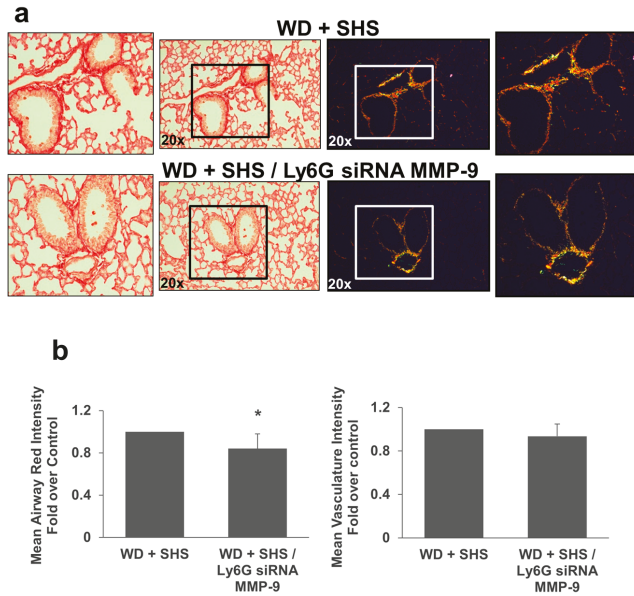 a
WD + SHS
20x
20x
WD + SHS / Ly6G siRNA MMP-9
20x
20x
b
Mean Airway Red Intensity
Fold over Control
1.2
0.8
0.4
0
*
WD + SHS
WD + SHS /
Ly6G siRNA
MMP-9
Mean Vasculature Intensity
Fold over control
1.2
0.8
0.4
0
WD + SHS
WD + SHS /
Ly6G siRNA
MMP-9